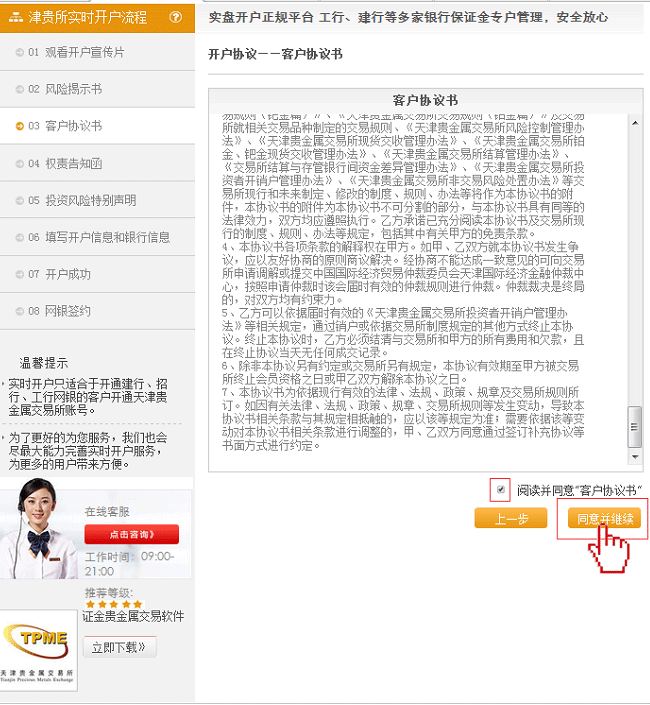 津贵所实时开户流程
01 观看开户宣传片
02 风险揭示书
03 客户协议书
04 权责告知函
05 投资风险特别声明
06 填写开户信息和银行信息
07 开户成功
08 网银签约
温馨提示
实时开户只适合于开通建行、招
行、工行网银的客户开通天津贵
金属交易所账号。
为了更好的为您服务，我们也会
尽最大能力完善开户服务，
为更多的用户带来方便。
在线客服
点击咨询》
工作时间：09:00-
21:00
推荐等级：
证金贵金属交易软件
立即下载》
TPME
天津贵金属交易所
Tianjin Precious Metals Exchange
实盘开户正规平台 工行、建行等多家银行保证金专户管理，安全放心
开户协议——客户协议书
客户协议书
易规则（铂金篇）》、《天津贵金属交易所交易规则（钯金篇）》及交易
所就相关交易品种制定的交易规则、《天津贵金属交易所风险控制管理办
法》、《天津贵金属交易所现货交收管理办法》、《天津贵金属交易所铂
金、钯金现货交收管理办法》、《天津贵金属交易所结算管理办法》、
《交易所结算与存管银行间资金差异管理办法》、《天津贵金属交易所投
资者开销户管理办法》、《天津贵金属交易所非交易风险处置办法》等交
易所现行和未来制定、修改的制度、规则、办法等将作为本协议书的附
件，本协议书的附件为本协议书不可分割的部分，与本协议书具有同等的
法律效力，双方均应遵照执行。乙方承诺已充分阅读本协议书及交易所现
行的制度、规则、办法等规定，包括其中有关甲方的免责条款。
4、本协议书各项条款的解释权在甲方。如甲、乙双方就本协议书发生争
议，应以友好协商的原则商议解决。经协商不能达成一致意见的可向交易
所申请调解或提交中国国际经济贸易仲裁委员会天津国际经济金融仲裁中
心，按照申请仲裁时该会届时有效的仲裁规则进行仲裁。仲裁裁决是终局
的，对双方均有约束力。
5、乙方可以依据届时有效的《天津贵金属交易所投资者开销户管理办
法》等相关规定，通过销户或依据交易所制度规定的其他方式终止本协
议。终止本协议时，乙方必须结清与交易所和甲方的所有费用和欠款，且
在终止协议当天无任何成交记录。
6、除非本协议另有约定或交易所另有规定，本协议有效期至甲方被交易
所终止会员资格之日或甲乙双方解除本协议之日。
7、本协议书为依据现行有效的法律、法规、政策、规章及交易所规则所
订。如因有关法律、法规、政策、规章、交易所规则等发生变动，导致本
协议书相关条款与其规定相抵触的，应以该等规定为准；需要依据该等变
动对本协议书相关条款进行调整的，甲、乙双方同意通过签订补充协议等
书面方式进行约定。
阅读并同意“客户协议书”
上一步
同意并继续